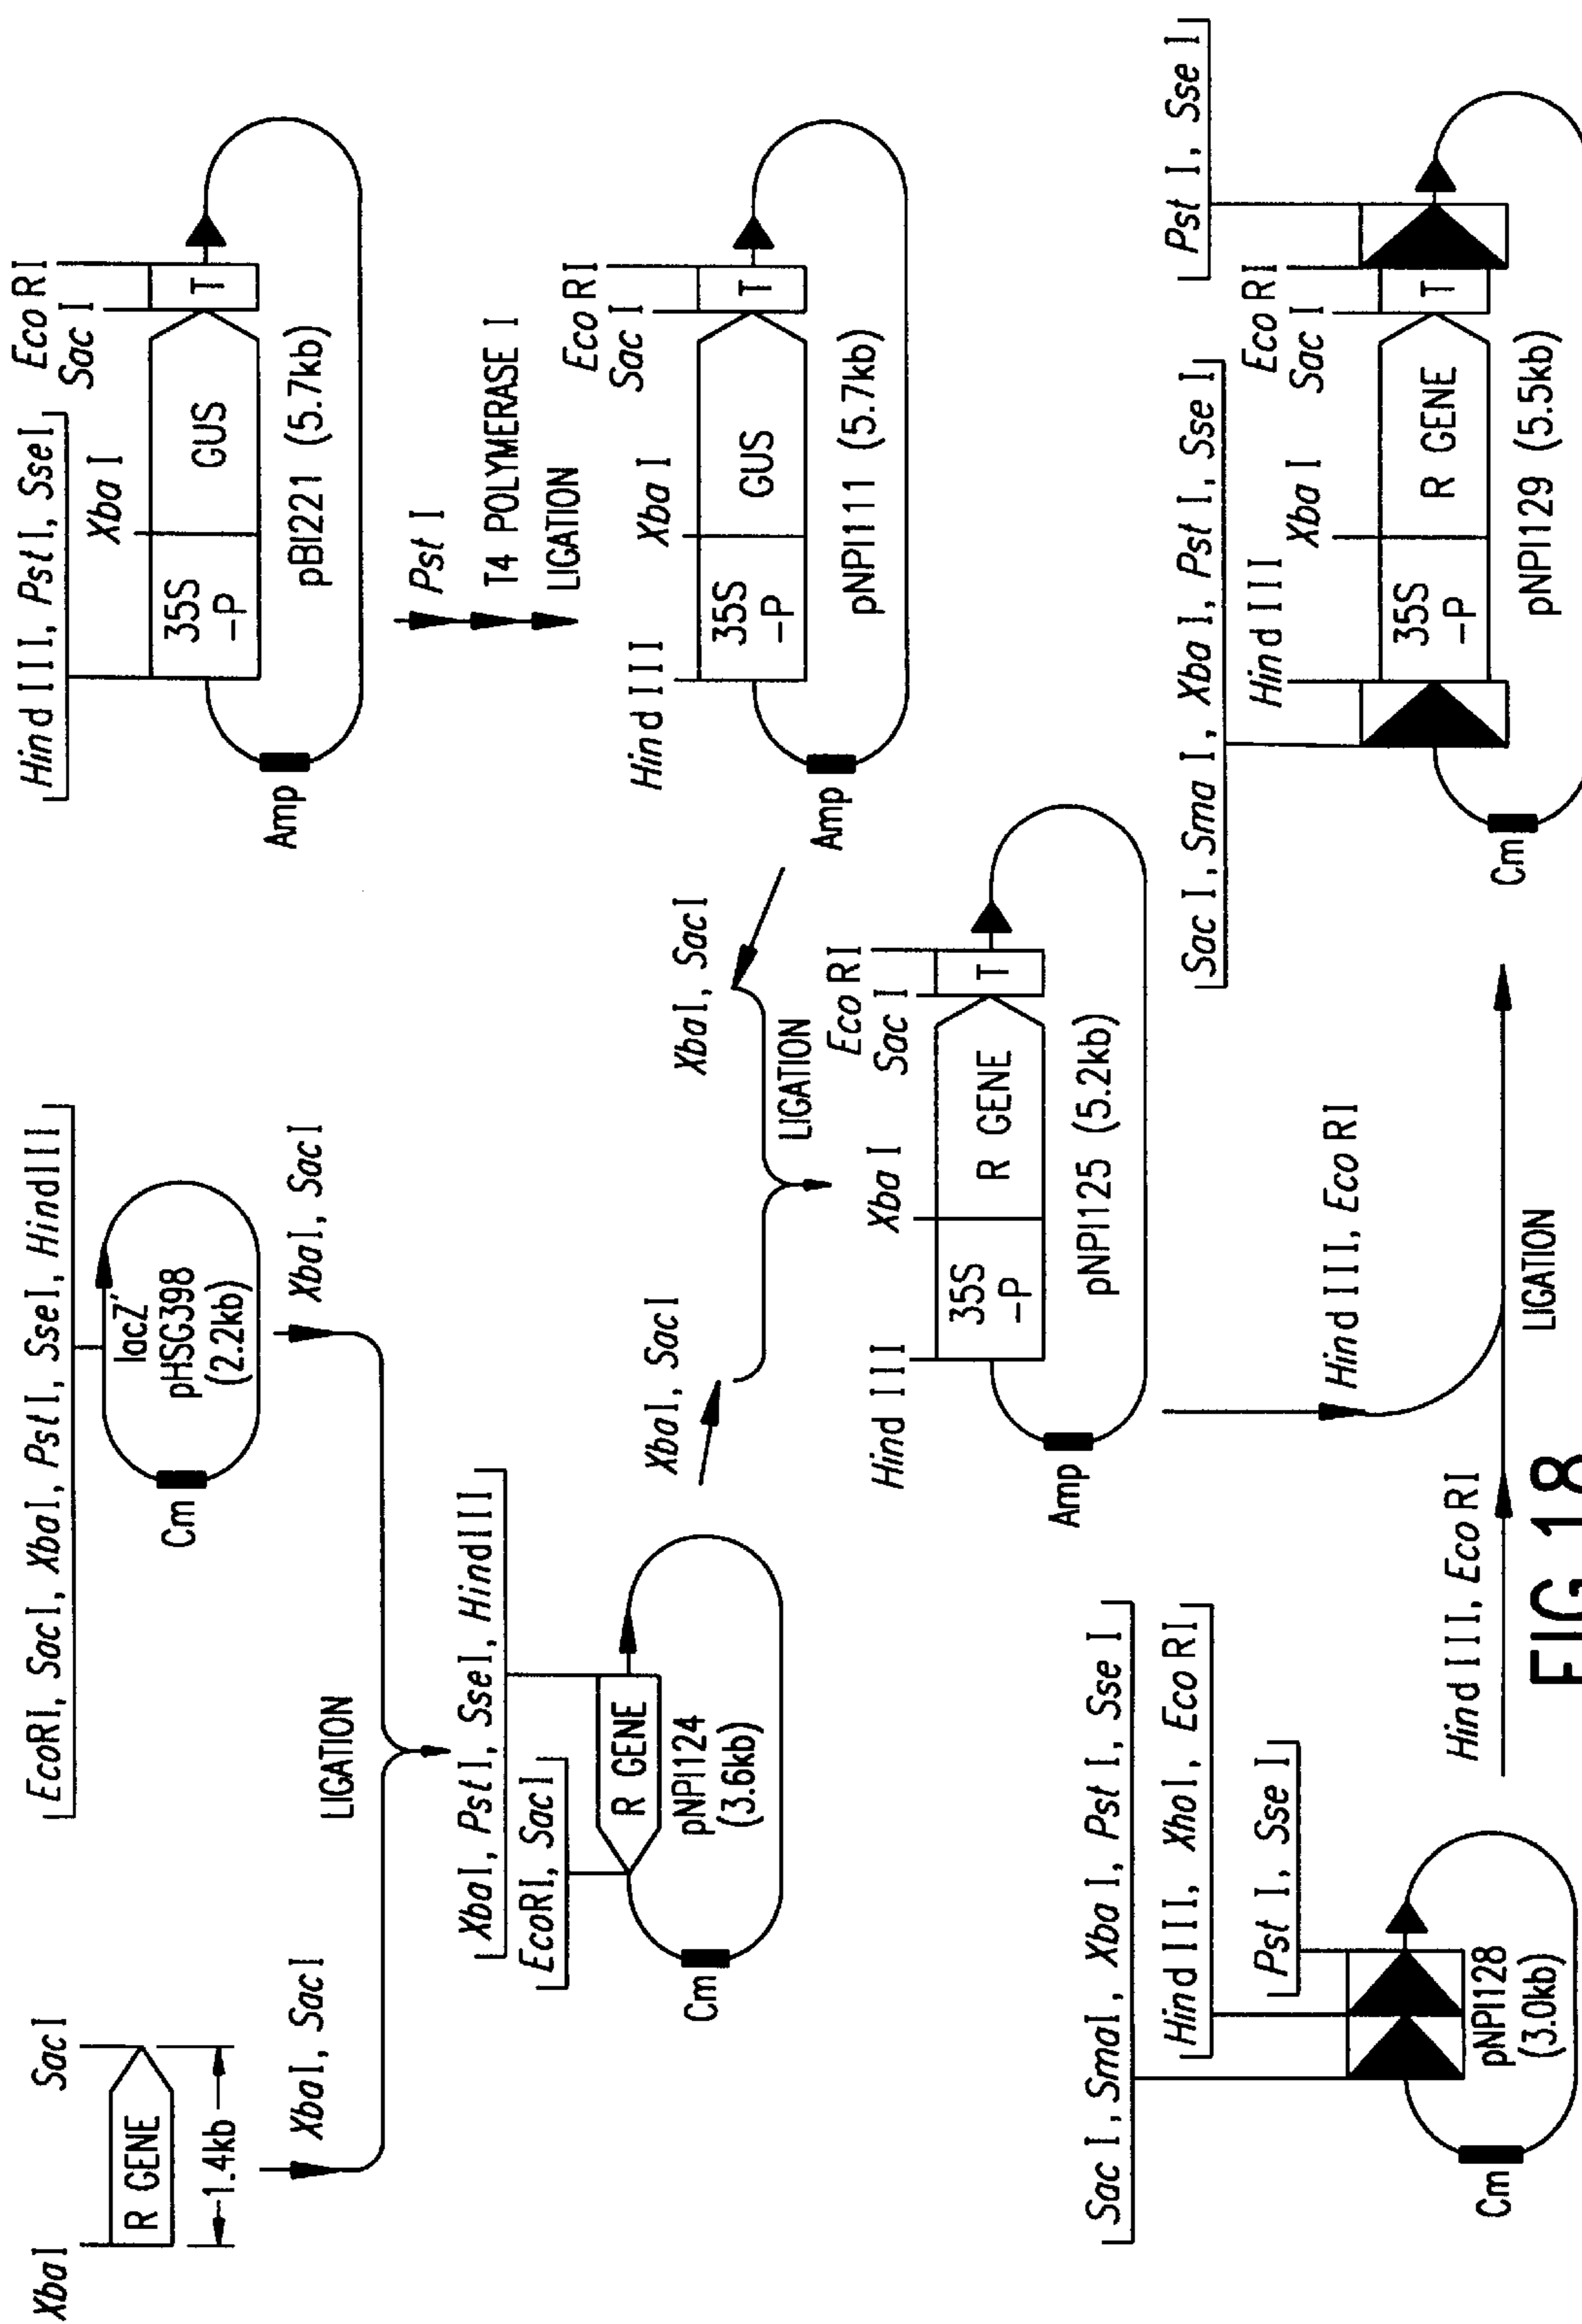 XbaI
SacI
R GENE
1.4kb
XbaI, SacI
EcoRI, SacI, XbaI, PstI, SseI, HindIII
lacZ'
pHSG398
(2.2kb)
Cm
XbaI, SacI
LIGATION
XbaI, PstI, SseI, HindIII
EcoRI, SacI
R GENE
pNPI124
(3.6kb)
Cm
XbaI, SacI
Hind III, PstI, SseI
Xba I
Eco RI
Sac I
35S
-P
GUS
T
pBI221 (5.7kb)
Amp
Pst I
T4 POLYMERASE I
LIGATION
Hind III
Xba I
Eco RI
Sac I
35S
-P
GUS
T
pNPI111 (5.7kb)
Amp
XbaI, SacI
LIGATION
Hind III
Xba I
Eco RI
Sac I
35S
-P
R GENE
T
pNPI125 (5.2kb)
Amp
Hind III, Eco RI
Sac I, SmaI, Xba I, Pst I, Sse I
Hind III, XhoI, Eco RI
Pst I, Sse I
pNPI128
(3.0kb)
Cm
Hind III, Eco RI
LIGATION
Sac I, Sma I, Xba I, Pst I, Sse I
Hind III
Xba I
Eco RI
Sac I
Pst I, Sse I
35S
-P
R GENE
T
pNPI129 (5.5kb)
Cm
FIG.18